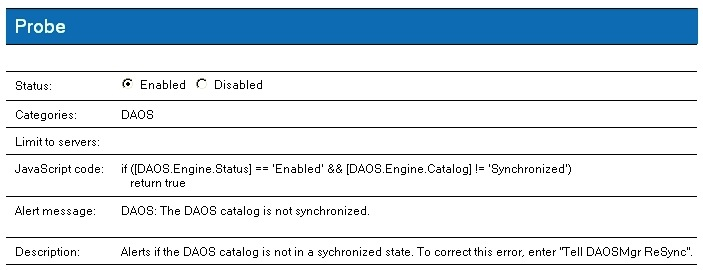 Probe
Status: Enabled Disabled
Categories: DAOS
Limit to servers:
JavaScript code: if ([DAOS.Engine.Status] == 'Enabled' && [DAOS.Engine.Catalog] != 'Synchronized')
return true
Alert message: DAOS: The DAOS catalog is not synchronized.
Description: Alerts if the DAOS catalog is not in a sychronized state. To correct this error, enter "Tell DAOSMgr ReSync".